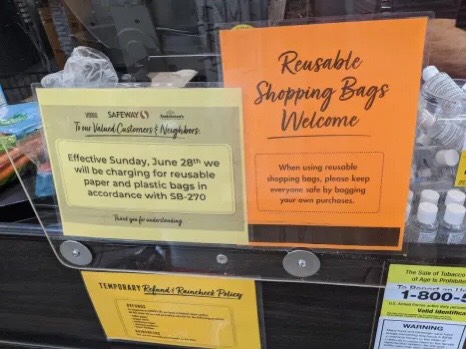 VONS SAFEWAY
To our Valued Customers & Neighbors:
Effective Sunday, June 28th we
will be charging for reusable
paper and plastic bags in
accordance with SB-270
Thank you for understanding
Reusable
Shopping Bags
Welcome
When using reusable
shopping bags, please keep
everyone safe by bagging
your own purchases.
TEMPORARY Refund & Raincheck Policy
REFUNDS
RAINCHECKS
The Sale of Tobacco
of Age Is Prohibite
To Report an
1-800-5
Valid Identific
WARNING